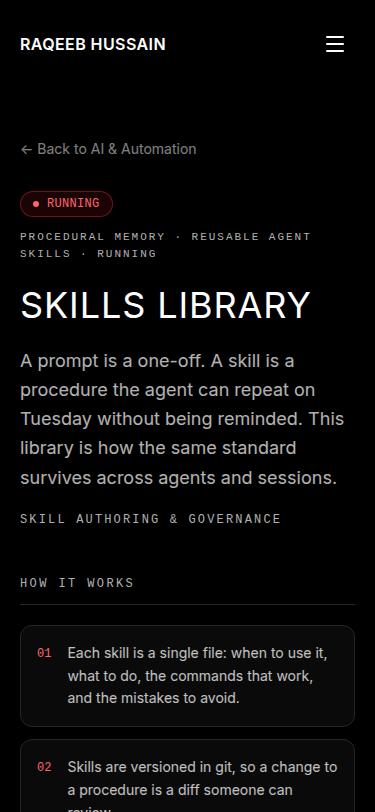 RAQEEB HUSSAIN
← Back to AI & Automation
RUNNING
PROCEDURAL MEMORY · REUSABLE AGENT
SKILLS · RUNNING
SKILLS LIBRARY
A prompt is a one-off. A skill is a
procedure the agent can repeat on
Tuesday without being reminded. This
library is how the same standard
survives across agents and sessions.
SKILL AUTHORING & GOVERNANCE
HOW IT WORKS
01 Each skill is a single file: when to use it,
what to do, the commands that work,
and the mistakes to avoid.
02 Skills are versioned in git, so a change to
a procedure is a diff someone can
review.